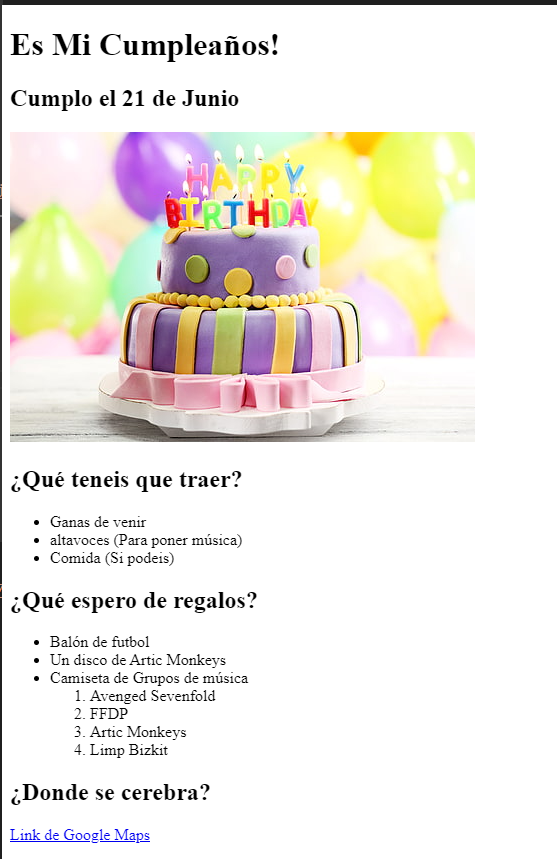 Es Mi Cumpleaños!
Cumplo el 21 de Junio
HAPPY
BIRTHDAY
¿Qué teneis que traer?
Ganas de venir
altavoces (Para poner música)
Comida (Si podeis)
¿Qué espero de regalos?
Balón de futbol
Un disco de Artic Monkeys
Camiseta de Grupos de música
1. Avenged Sevenfold
2. FFDP
3. Artic Monkeys
4. Limp Bizkit
¿Donde se cerebra?
Link de Google Maps